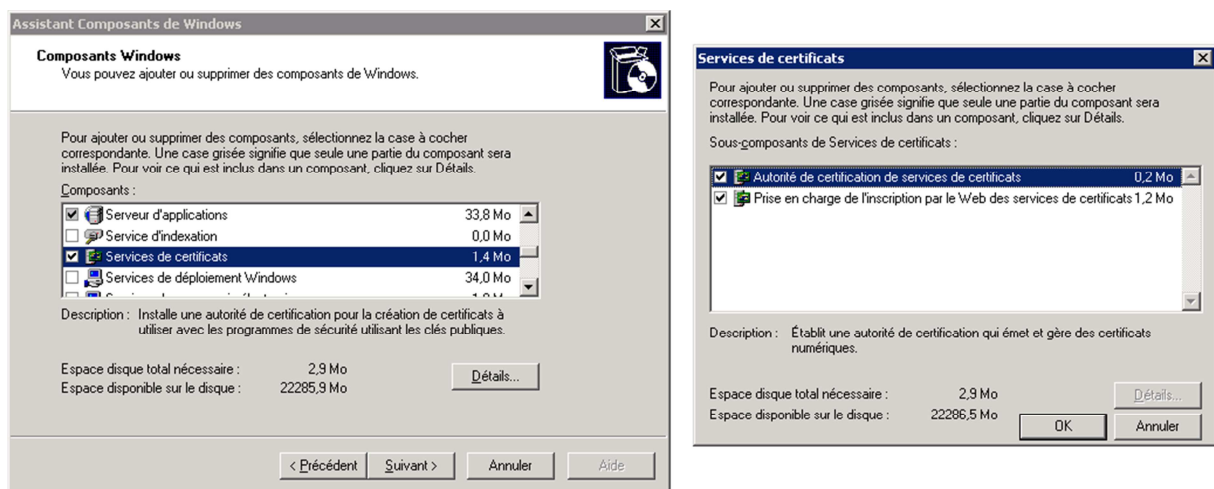 Assistant Composants de Windows
Composants Windows
Vous pouvez ajouter ou supprimer des composants de Windows.
Pour ajouter ou supprimer des composants, sélectionnez la case à cocher
correspondante. Une case grisée signifie que seule une partie du composant sera
installée. Pour voir ce qui est inclus dans un composant, cliquez sur Détails.
Composants :
Serveur d'applications 33,8 Mo
Service d'indexation 0,0 Mo
Services de certificats 1,4 Mo
Services de déploiement Windows 34,0 Mo
Description : Installe une autorité de certification pour la création de certificats à
utiliser avec les programmes de sécurité utilisant les clés publiques.
Espace disque total nécessaire : 2,9 Mo
Espace disponible sur le disque : 22285,9 Mo
Détails...
< Précédent Suivant > Annuler Aide
Services de certificats
Pour ajouter ou supprimer des composants, sélectionnez la case à cocher
correspondante. Une case grisée signifie que seule une partie du composant sera
installée. Pour voir ce qui est inclus dans un composant, cliquez sur Détails.
Sous-composants de Services de certificats :
Autorité de certification de services de certificats 0,2 Mo
Prise en charge de l'inscription par le Web des services de certificats 1,2 Mo
Description : Établit une autorité de certification qui émet et gère des certificats
numériques.
Espace disque total nécessaire : 2,9 Mo
Espace disponible sur le disque : 22286,5 Mo
Détails...
OK Annuler